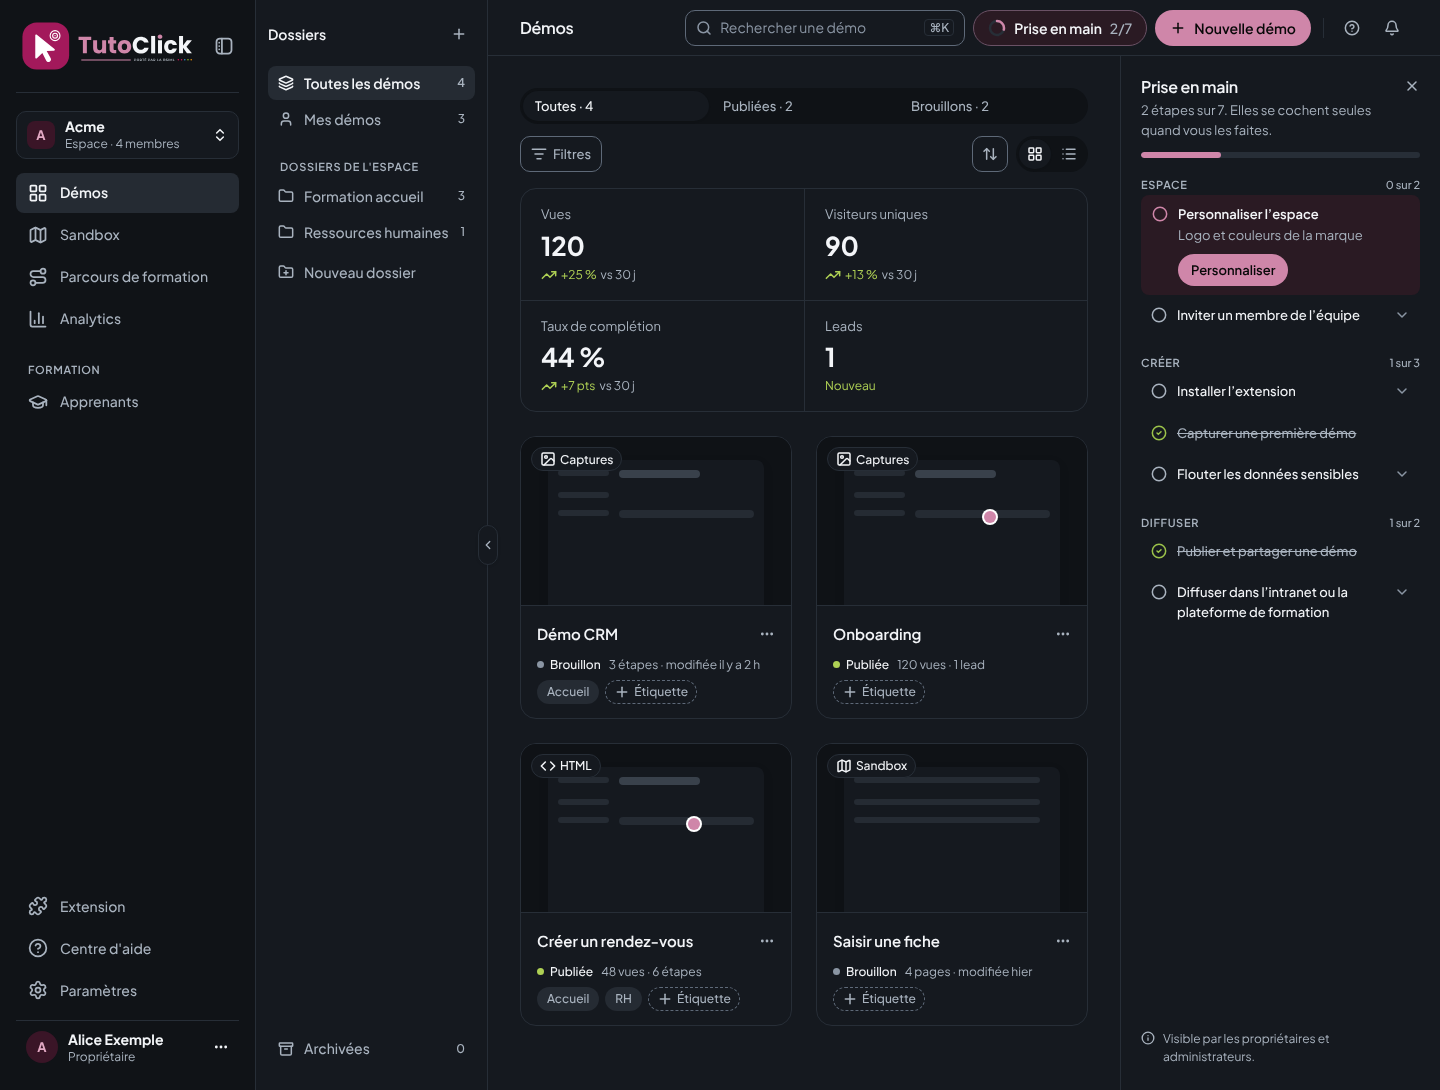 TutoClick
Acme
A
Espace · 4 membres
Démos
Sandbox
Parcours de formation
Analytics
FORMATION
Apprenants
Extension
Centre d'aide
Paramètres
A
Alice Exemple
Propriétaire
Dossiers
Toutes les démos 4
Mes démos 3
DOSSIERS DE L'ESPACE
Formation accueil 3
Ressources humaines 1
Nouveau dossier
Archivées 0
Démos
Rechercher une démo ⌘K
Prise en main 2/7
Nouvelle démo
Toutes · 4
Publiées · 2
Brouillons · 2
Filtres
Vues
120
+25 % vs 30 j
Visiteurs uniques
90
+13 % vs 30 j
Taux de complétion
44 %
+7 pts vs 30 j
Leads
1
Nouveau
Captures
Démo CRM
Brouillon 3 étapes · modifiée il y a 2 h
Accueil
Étiquette
Captures
Onboarding
Publiée 120 vues · 1 lead
Étiquette
HTML
Créer un rendez-vous
Publiée 48 vues · 6 étapes
Accueil
RH
Étiquette
Sandbox
Saisir une fiche
Brouillon 4 pages · modifiée hier
Étiquette
Prise en main
2 étapes sur 7. Elles se cochent seules
quand vous les faites.
ESPACE 0 sur 2
Personnaliser l’espace
Logo et couleurs de la marque
Personnaliser
Inviter un membre de l’équipe
CRÉER 1 sur 3
Installer l’extension
Capturer une première démo
Flouter les données sensibles
DIFFUSER 1 sur 2
Publier et partager une démo
Diffuser dans l’intranet ou la
plateforme de formation
Visible par les propriétaires et
administrateurs.